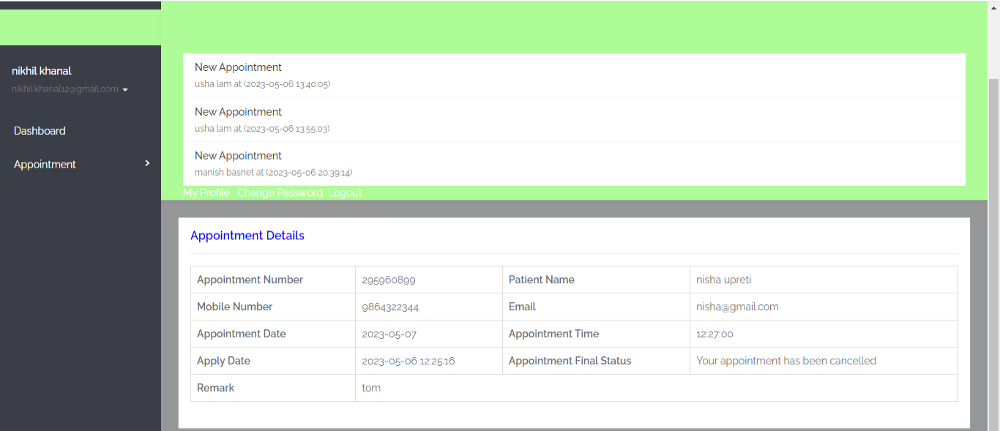 nikhil khanal
nikhil.khanal12@gmail.com
Dashboard
Appointment
New Appointment
usha lam at (2023-05-06 13:40:05)
New Appointment
usha lam at (2023-05-06 13:55:03)
New Appointment
manish basnet at (2023-05-06 20:39:14)
My Profile Change Password Logout
Appointment Details
Appointment Number 295960899 Patient Name nisha upreti
Mobile Number 9864322344 Email nisha@gmail.com
Appointment Date 2023-05-07 Appointment Time 12:27:00
Apply Date 2023-05-06 12:25:16 Appointment Final Status Your appointment has been cancelled
Remark tom